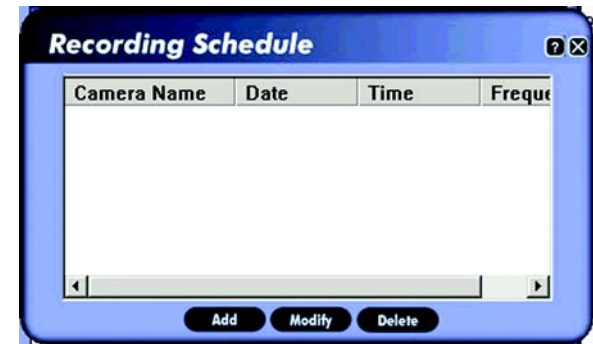 Recording Schedule ?
Camera Name Date Time Freque
Add Modify Delete